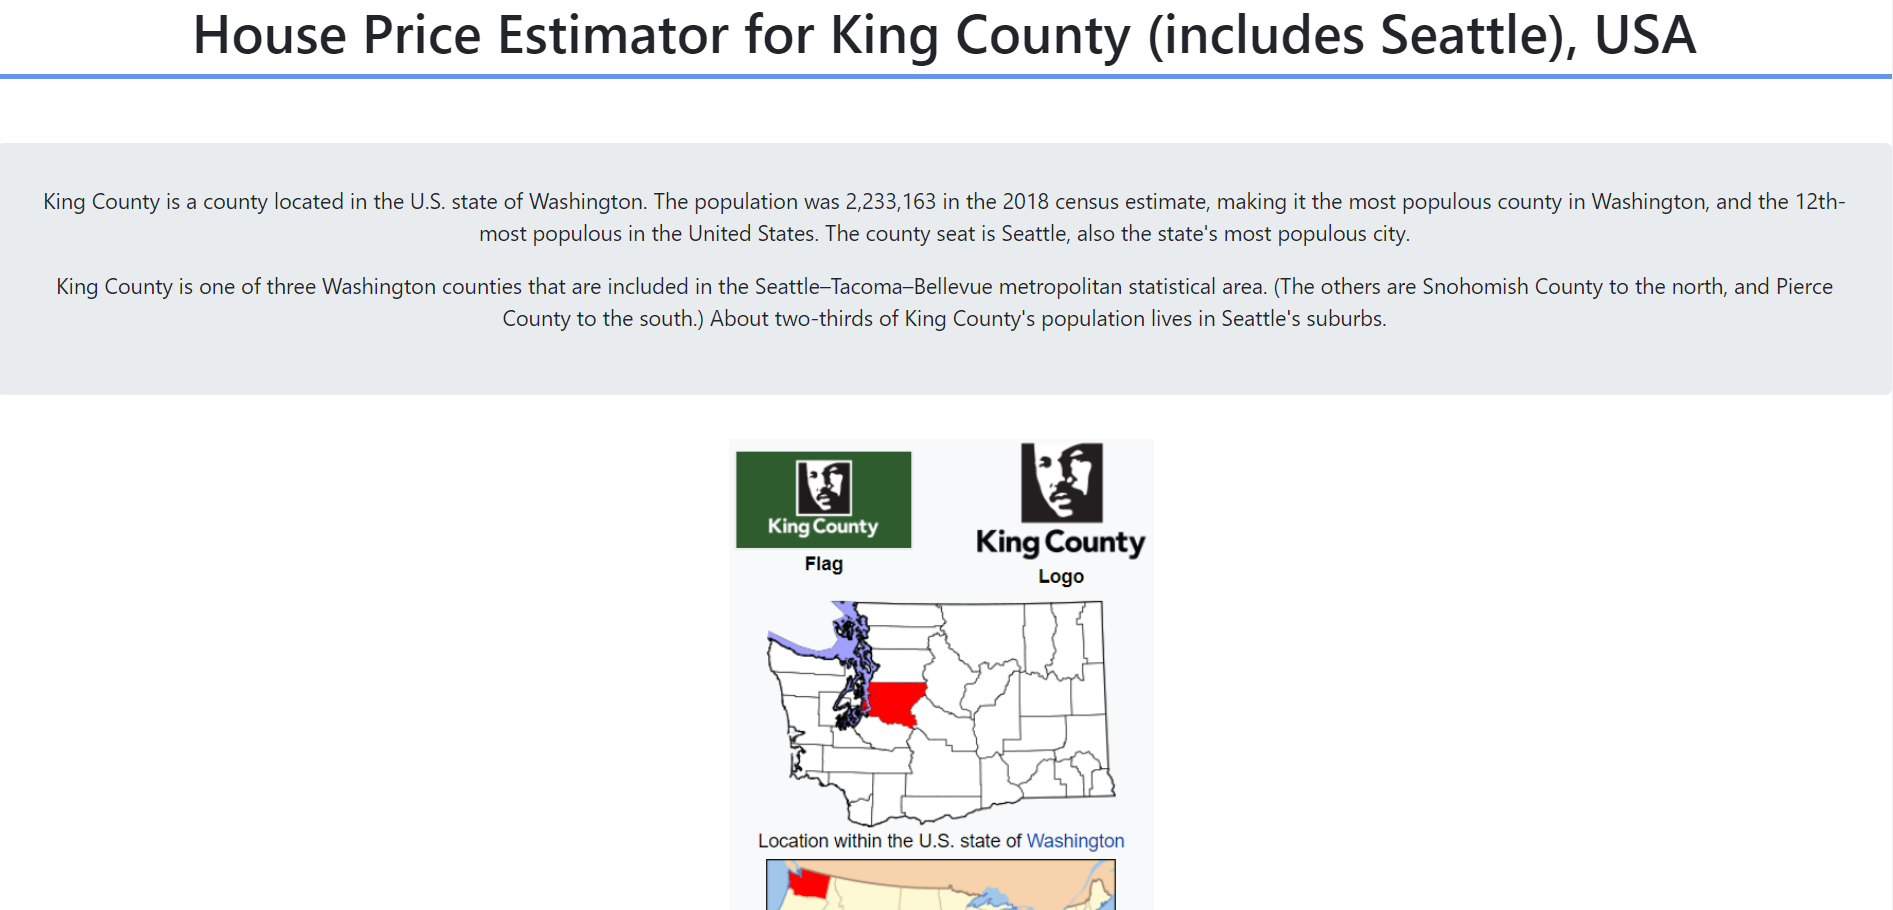 House Price Estimator for King County (includes Seattle), USA
King County is a county located in the U.S. state of Washington. The population was 2,233,163 in the 2018 census estimate, making it the most populous county in Washington, and the 12th-
most populous in the United States. The county seat is Seattle, also the state's most populous city.
King County is one of three Washington counties that are included in the Seattle–Tacoma–Bellevue metropolitan statistical area. (The others are Snohomish County to the north, and Pierce
County to the south.) About two-thirds of King County's population lives in Seattle's suburbs.
King County
Flag
King County
Logo
Location within the U.S. state of Washington